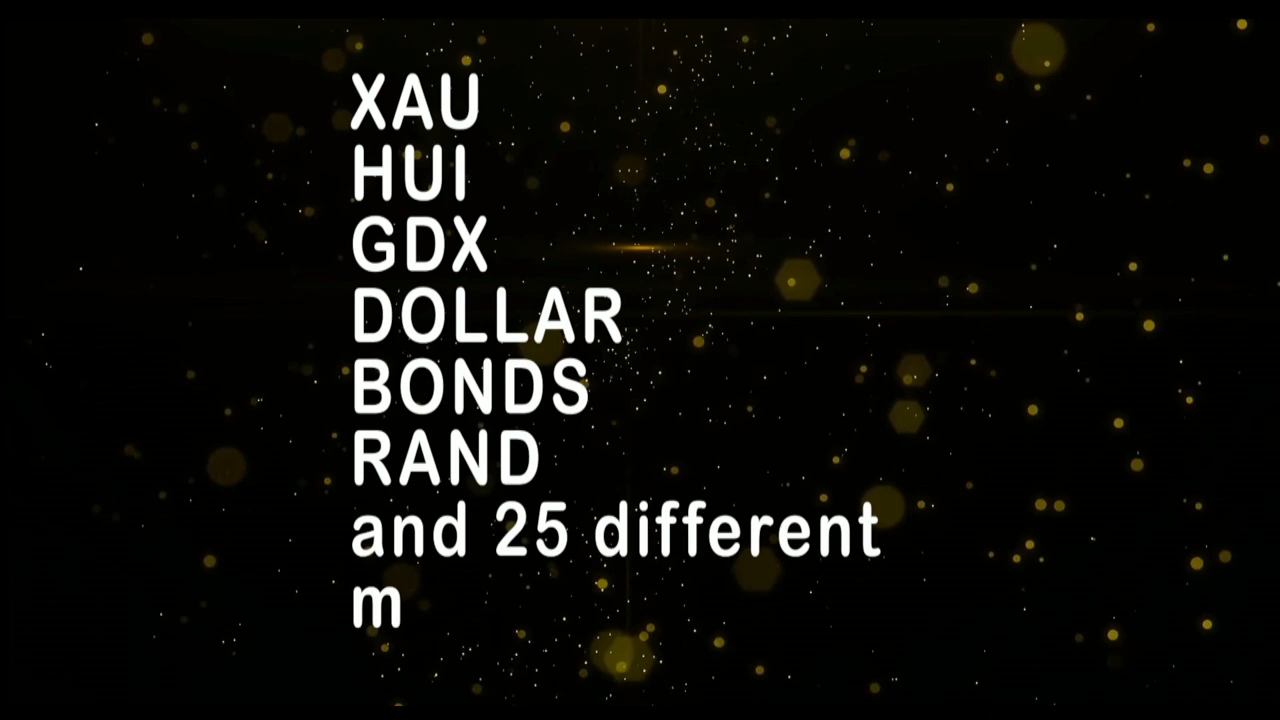 XAU
HUI
GDX
DOLLAR
BONDS
RAND
and 25 different
m